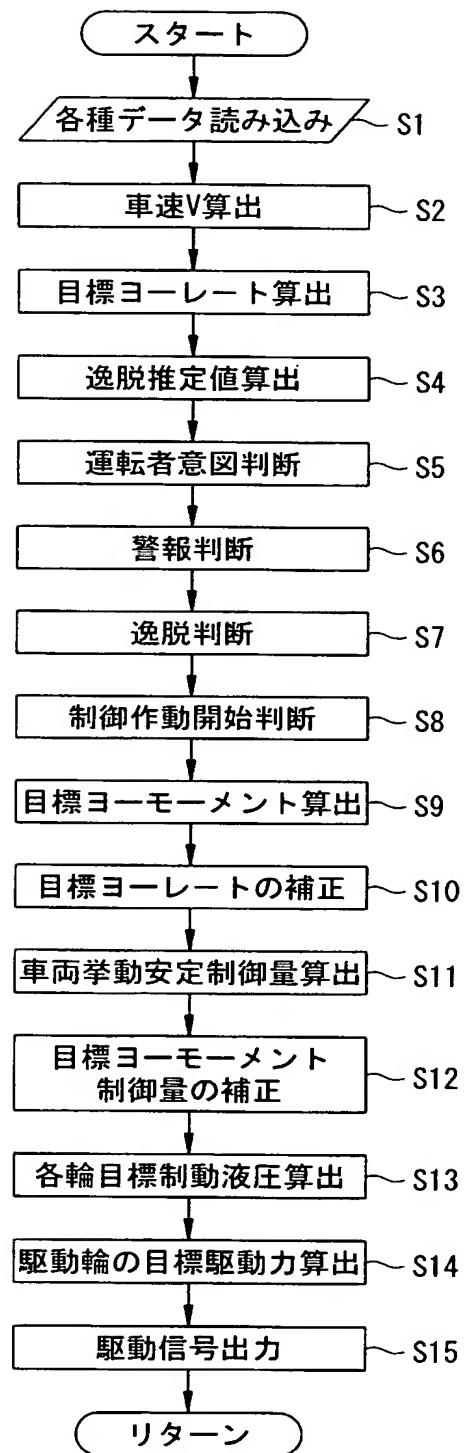 スタート
各種データ読み込み S1
車速V算出 S2
目標ヨーレート算出 S3
逸脱推定値算出 S4
運転者意図判断 S5
警報判断 S6
逸脱判断 S7
制御作動開始判断 S8
目標ヨーモーメント算出 S9
目標ヨーレートの補正 S10
車両挙動安定制御量算出 S11
目標ヨーモーメント
制御量の補正 S12
各輪目標制動液圧算出 S13
駆動輪の目標駆動力算出 S14
駆動信号出力 S15
リターン